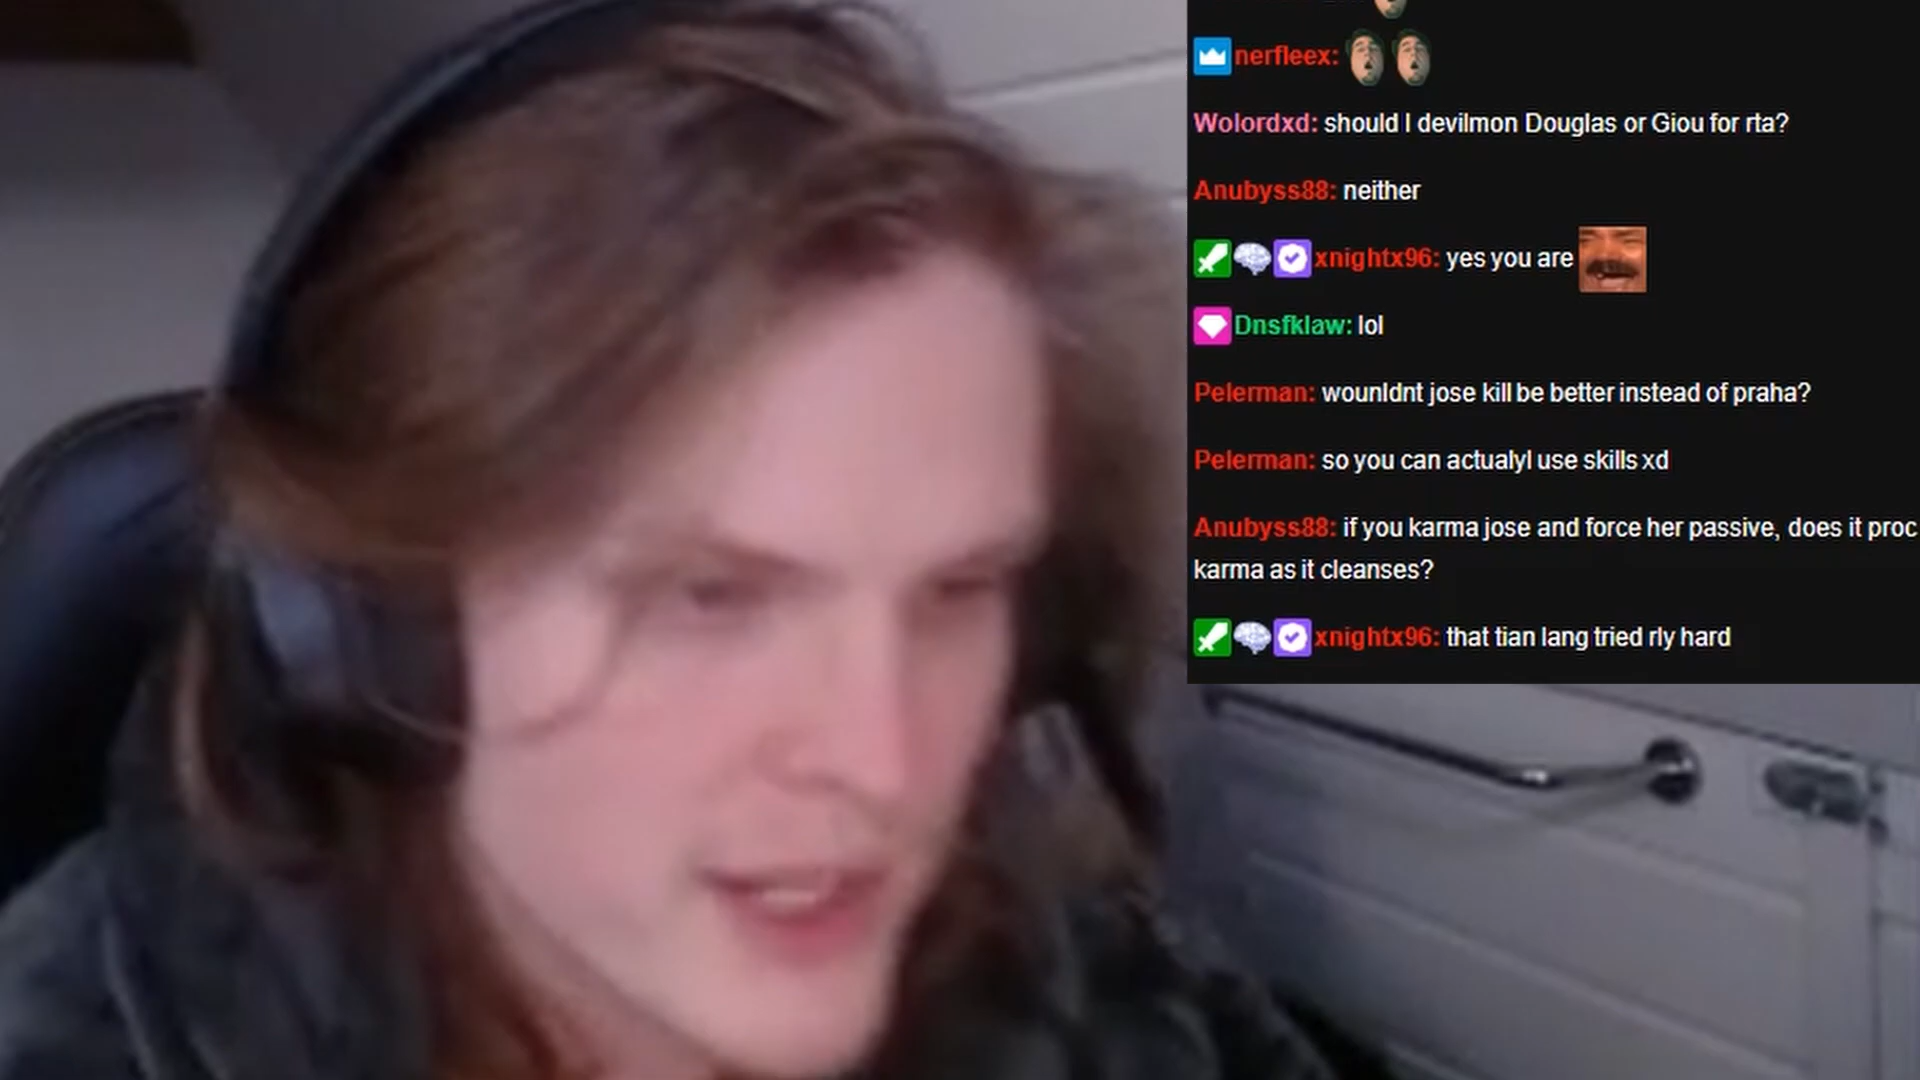 nerfleex:
Wolordxd: should I devilmon Douglas or Giou for rta?
Anubyss88: neither
xnightx96: yes you are
Dnsfklaw: lol
Pelerman: wounldnt jose kill be better instead of praha?
Pelerman: so you can actualyl use skills xd
Anubyss88: if you karma jose and force her passive, does it proc
karma as it cleanses?
xnightx96: that tian lang tried rly hard